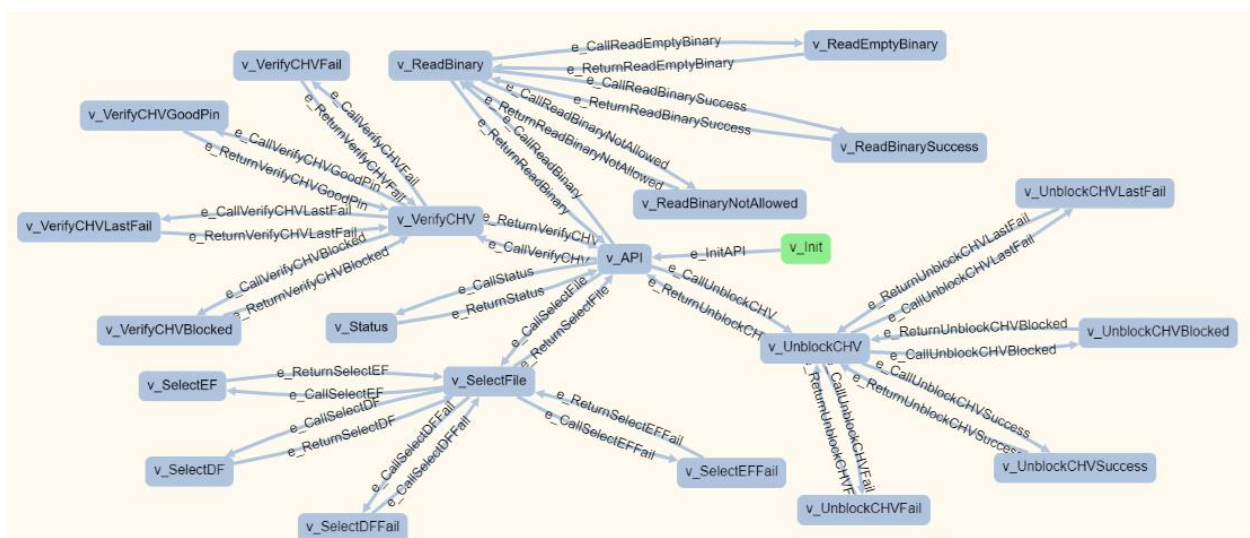 v_VerifyCHVFail
v_ReadBinary
e_CallReadEmptyBinary
v_ReadEmptyBinary
e_ReturnReadEmptyBinary
e_CallReadBinarySuccess
e_ReturnReadBinarySuccess
v_ReadBinarySuccess
e_CallReadBinaryNotAllowed
e_ReturnReadBinaryNotAllowed
v_ReadBinaryNotAllowed
e_CallReadBinary
e_ReturnReadBinary
e_CallVerifyCHVFail
e_ReturnVerifyCHVFail
v_VerifyCHVGoodPin
e_CallVerifyCHVGoodPin
e_ReturnVerifyCHVGoodPin
v_VerifyCHV
v_VerifyCHVLastFail
e_CallVerifyCHVLastFail
e_ReturnVerifyCHVLastFail
e_CallVerifyCHVBlocked
e_ReturnVerifyCHVBlocked
v_VerifyCHVBlocked
e_ReturnVerifyCHV
e_CallVerifyCHV
v_API
e_InitAPI
v_Init
e_CallStatus
e_ReturnStatus
v_Status
e_CallSelectFile
e_ReturnSelectFile
e_CallUnblockCHV
e_ReturnUnblockCH
v_UnblockCHV
v_UnblockCHVLastFail
e_ReturnUnblockCHVLastFail
e_CallUnblockCHVLastFail
e_ReturnUnblockCHVBlocked
v_UnblockCHVBlocked
e_CallUnblockCHVBlocked
e_CallUnblockCHVSuccess
e_ReturnUnblockCHVSuccess
v_UnblockCHVSuccess
e_CallUnblockCHVFail
e_ReturnUnblockCHVF
v_UnblockCHVFail
v_SelectEF
e_ReturnSelectEF
e_CallSelectEF
v_SelectFile
e_CallSelectDF
e_ReturnSelectDF
v_SelectDF
e_CallSelectDFFail
e_CallSelectDFFail
v_SelectDFFail
e_ReturnSelectEFFail
e_CallSelectEFFail
v_SelectEFFail